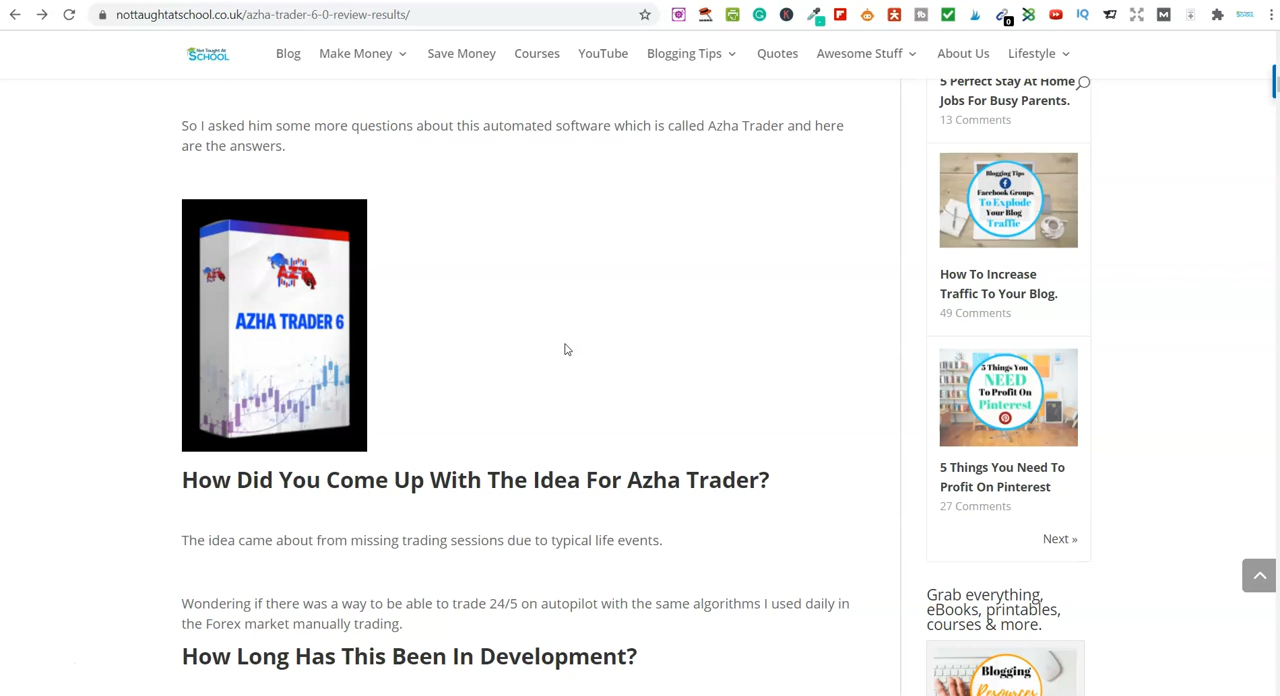 nottaughtatschool.co.uk/azha-trader-6-0-review-results/
Not Taught At
SCHOOL
Blog
Make Money
Save Money
Courses
YouTube
Blogging Tips
Quotes
Awesome Stuff
About Us
Lifestyle
So I asked him some more questions about this automated software which is called Azha Trader and here
are the answers.
AZT
AZHA TRADER 6
How Did You Come Up With The Idea For Azha Trader?
The idea came about from missing trading sessions due to typical life events.
Wondering if there was a way to be able to trade 24/5 on autopilot with the same algorithms I used daily in
the Forex market manually trading.
How Long Has This Been In Development?
5 Perfect Stay At Home
Jobs For Busy Parents.
13 Comments
Blogging Tips
Facebook Groups
To Explode
Your Blog
Traffic
How To Increase
Traffic To Your Blog.
49 Comments
5 Things You
NEED
To Profit On
Pinterest
5 Things You Need To
Profit On Pinterest
27 Comments
Next »
Grab everything,
eBooks, printables,
courses & more.
Blogging
Resources